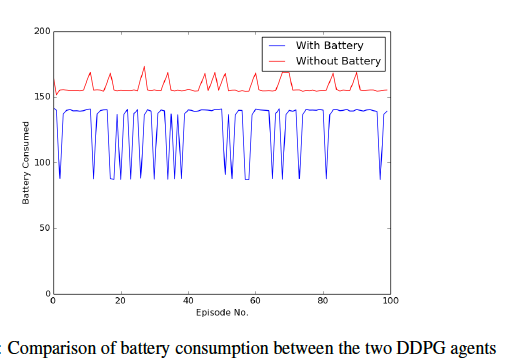 200
With Battery
Without Battery
150
Battery Consumed
100
50
0
0 20 40 60 80 100
Episode No.
: Comparison of battery consumption between the two DDPG agents